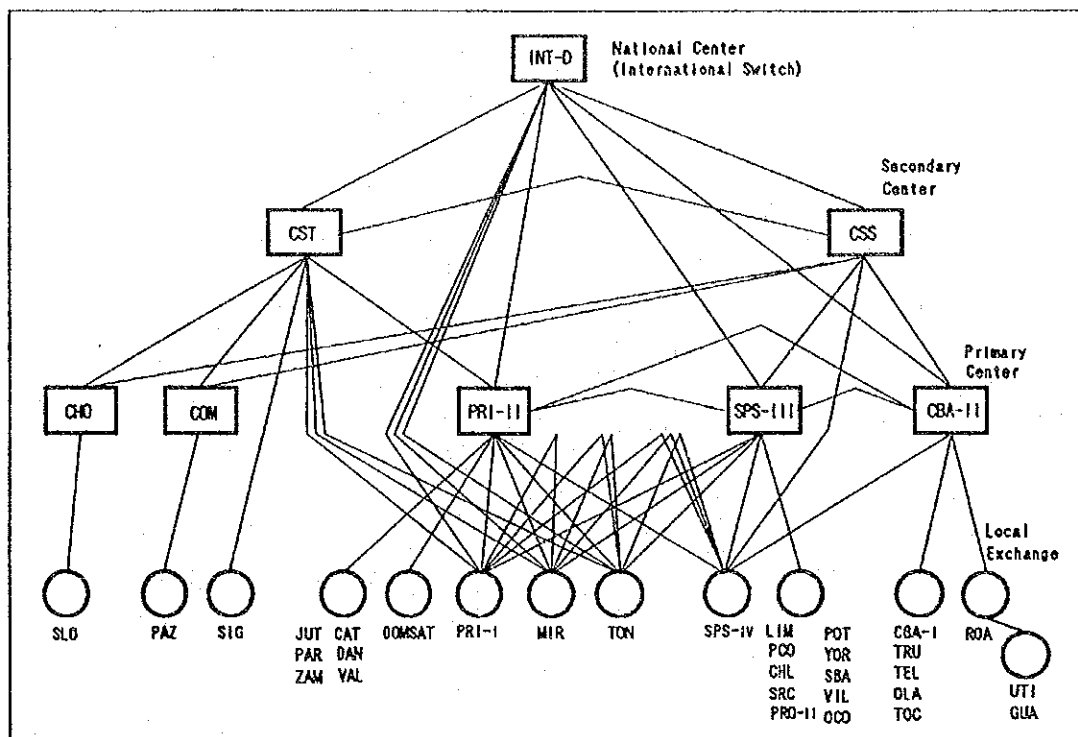 INT-D
National Center
(International Switch)
Secondary
Center
CST
CSS
Primary
Center
CHO
COM
PRI-II
SPS-III
CBA-II
Local
Exchange
SLO
PAZ
SIG
JUT CAT
PAR DAN
ZAM VAL
DOMSAT
PRI-I
MIR
TON
SPS-IV
LIM POT
PCO YOR
CHL SBA
SRC VIL
PRO-II OCO
CBA-I
TRU
TEL
OLA
TOC
ROA
UTI
GUA